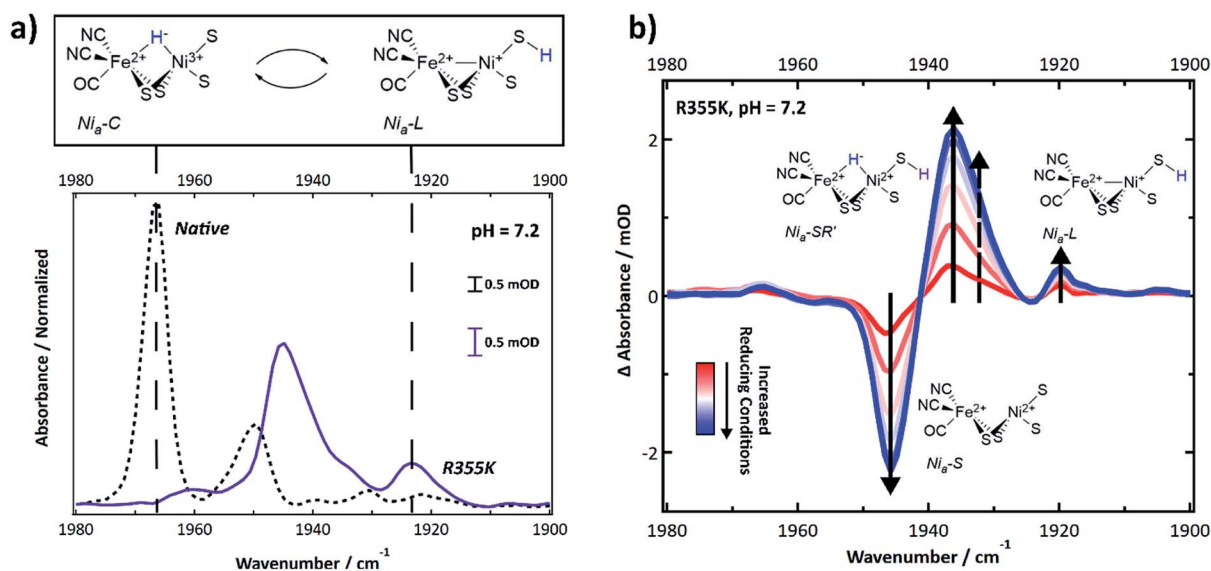 a)
NC
NC
OC
Fe2+
H-
Ni3+
S
S
S
S
Nia-C
NC
NC
OC
Fe2+
Ni+
S
H
S
S
S
Nia-L
1980 1960 1940 1920 1900
Native
pH = 7.2
0.5 mOD
0.5 mOD
R355K
Absorbance / Normalized
1980 1960 1940 1920 1900
Wavenumber / cm-1
b)
1980 1960 1940 1920 1900
R355K, pH = 7.2
NC
NC
OC
Fe2+
H-
Ni2+
S
H
S
S
S
Nia-SR'
NC
NC
OC
Fe2+
Ni+
S
H
S
S
S
Nia-L
2
0
-2
Δ Absorbance / mOD
Increased
Reducing Conditions
NC
NC
OC
Fe2+
Ni2+
S
S
S
S
Nia-S
1980 1960 1940 1920 1900
Wavenumber / cm-1